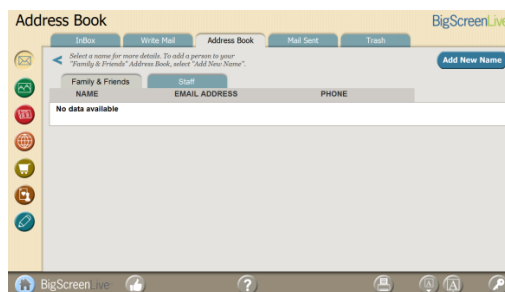 Address Book
BigScreenLive
InBox
Write Mail
Address Book
Mail Sent
Trash
Select a name for more details. To add a person to your
"Family & Friends" Address Book, select "Add New Name".
Add New Name
Family & Friends
Staff
NAME
EMAIL ADDRESS
PHONE
No data available
BigScreenLive
?
A
A